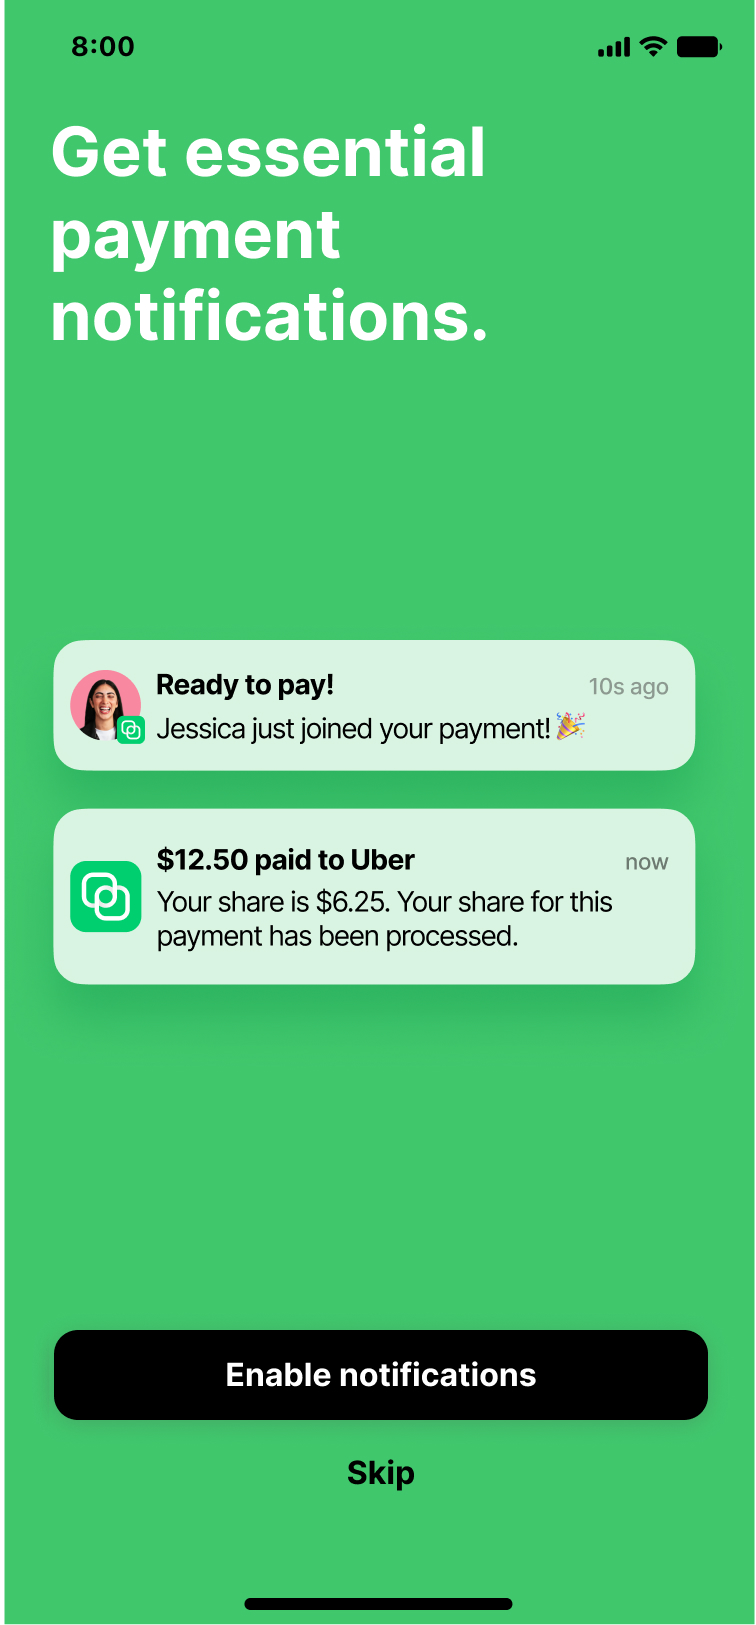 8:00
Get essential
payment
notifications.
Ready to pay!
10s ago
Jessica just joined your payment! 🎉
$12.50 paid to Uber
now
Your share is $6.25. Your share for this
payment has been processed.
Enable notifications
Skip